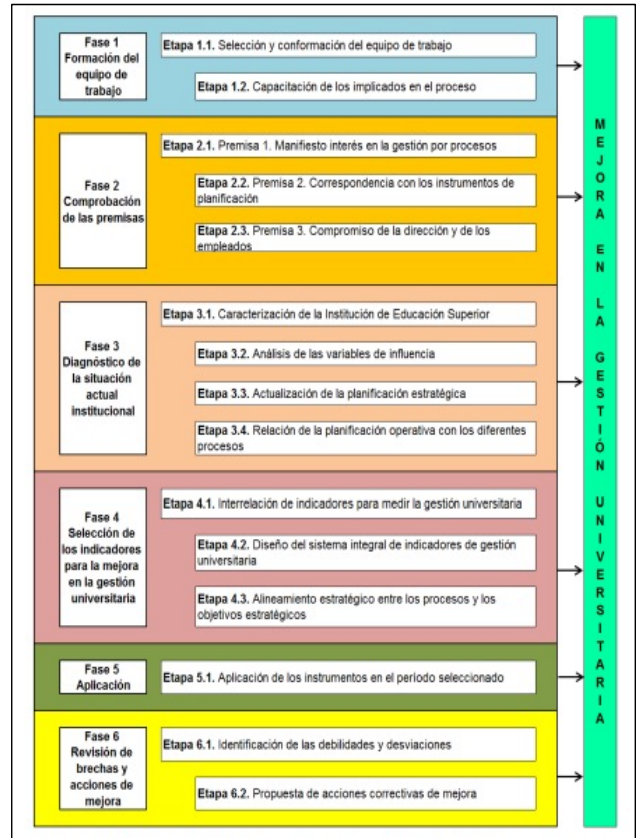 Fase 1
Formación del
equipo de
trabajo
Etapa 1.1. Selección y conformación del equipo de trabajo
Etapa 1.2. Capacitación de los implicados en el proceso
Fase 2
Comprobación
de las premisas
Etapa 2.1. Premisa 1. Manifiesto interés en la gestión por procesos
Etapa 2.2. Premisa 2. Correspondencia con los instrumentos de
planificación
Etapa 2.3. Premisa 3. Compromiso de la dirección y de los
empleados
Fase 3
Diagnóstico de
la situación
actual
institucional
Etapa 3.1. Caracterización de la Institución de Educación Superior
Etapa 3.2. Análisis de las variables de influencia
Etapa 3.3. Actualización de la planificación estratégica
Etapa 3.4. Relación de la planificación operativa con los diferentes
procesos
Fase 4
Selección de
los indicadores
para la mejora
en la gestión
universitaria
Etapa 4.1. Interrelación de indicadores para medir la gestión universitaria
Etapa 4.2. Diseño del sistema integral de indicadores de gestión
universitaria
Etapa 4.3. Alineamiento estratégico entre los procesos y los
objetivos estratégicos
Fase 5
Aplicación
Etapa 5.1. Aplicación de los instrumentos en el período seleccionado
Fase 6
Revisión de
brechas y
acciones de
mejora
Etapa 6.1. Identificación de las debilidades y desviaciones
Etapa 6.2. Propuesta de acciones correctivas de mejora
MEJORA EN LA GESTIÓN UNIVERSITARIA